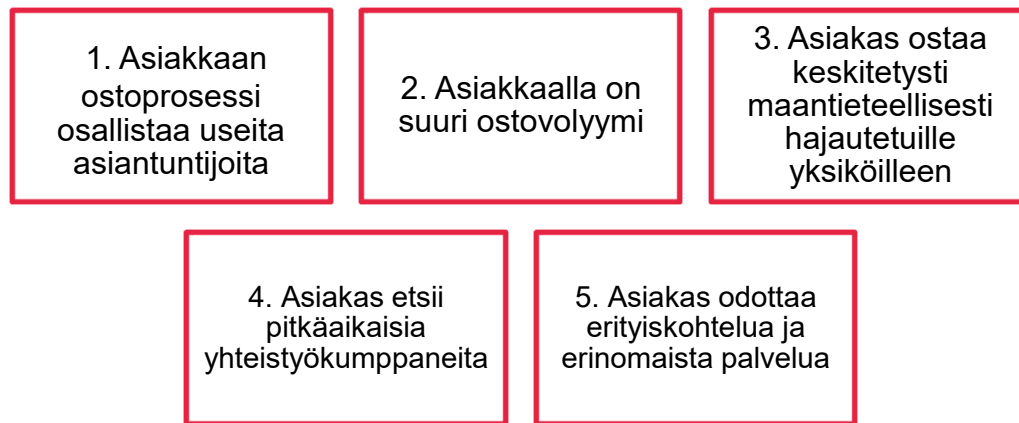 1. Asiakkaan
ostoprosessi
osallistaa useita
asiantuntijoita
2. Asiakkaalla on
suuri ostovolyymi
3. Asiakas ostaa
keskitetysti
maantieteellisesti
hajautetuille
yksiköilleen
4. Asiakas etsii
pitkäaikaisia
yhteistyökumppaneita
5. Asiakas odottaa
erityiskohtelua ja
erinomaista palvelua